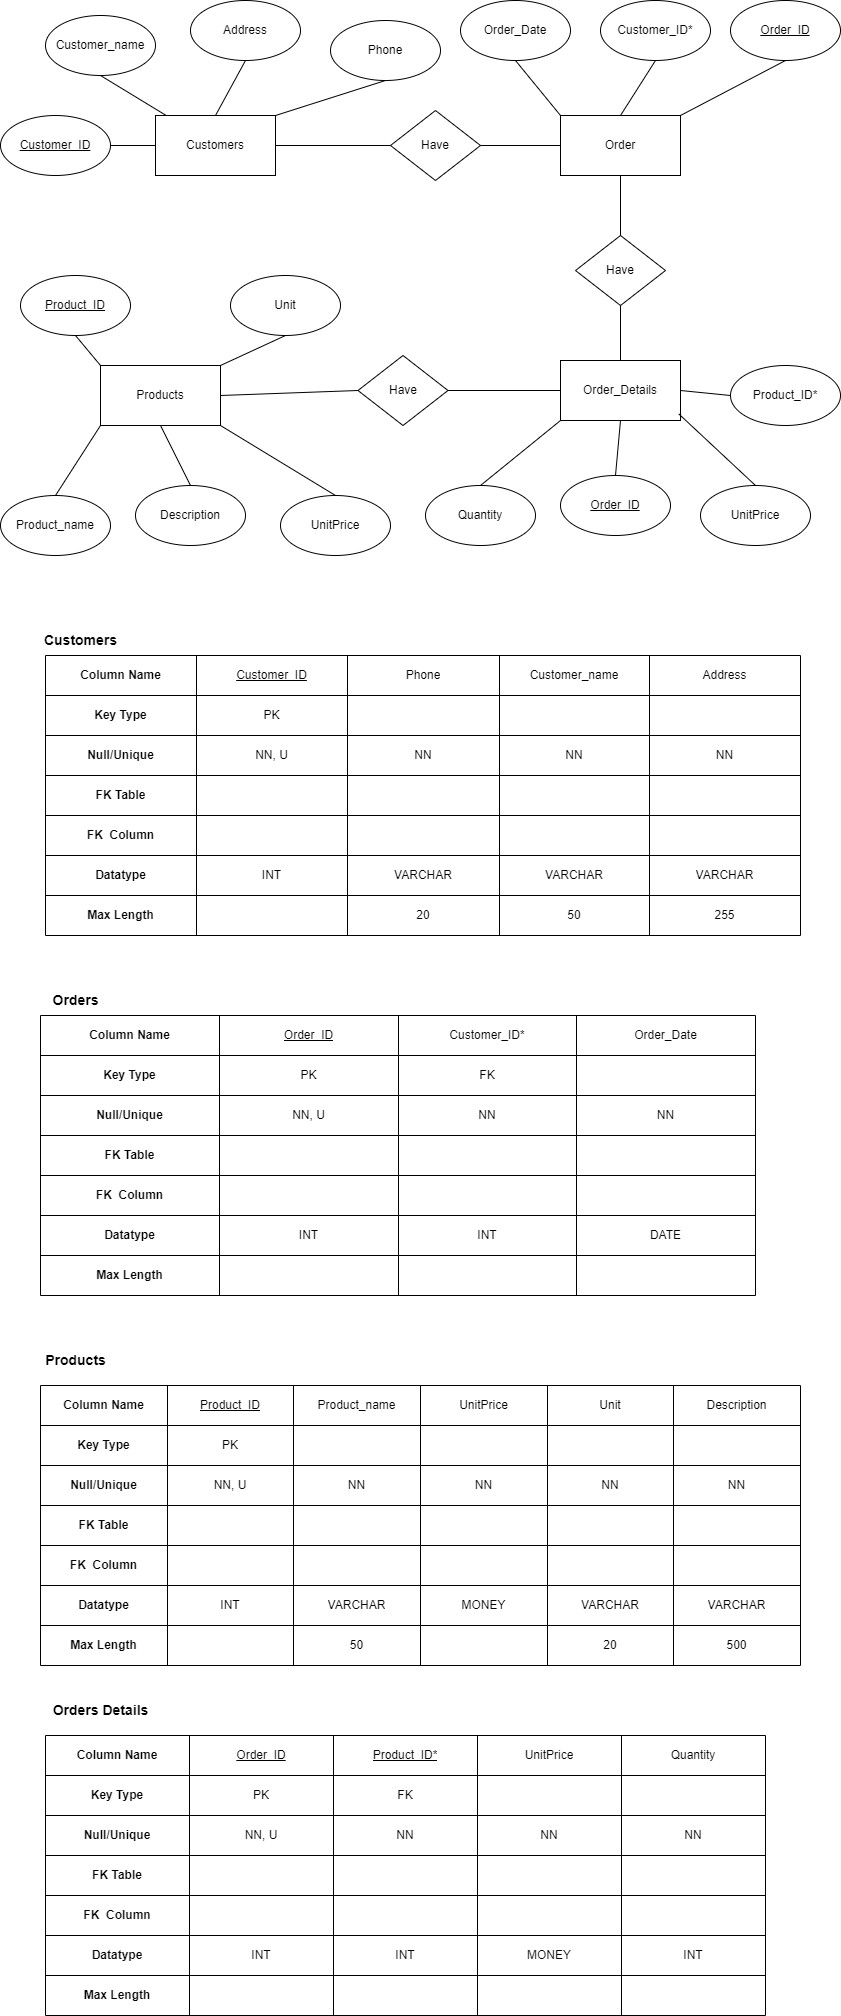 Customer_name
Address
Phone
Order_Date
Customer_ID*
Order_ID
Customer_ID
Customers
Have
Order
Have
Product_ID
Unit
Products
Have
Order_Details
Product_ID*
Product_name
Description
UnitPrice
Quantity
Order_ID
UnitPrice
Customers
Column Name Customer_ID Phone Customer_name Address
Key Type PK
Null/Unique NN, U NN NN NN
FK Table
FK Column
Datatype INT VARCHAR VARCHAR VARCHAR
Max Length 20 50 255
Orders
Column Name Order_ID Customer_ID* Order_Date
Key Type PK FK
Null/Unique NN, U NN NN
FK Table
FK Column
Datatype INT INT DATE
Max Length
Products
Column Name Product_ID Product_name UnitPrice Unit Description
Key Type PK
Null/Unique NN, U NN NN NN NN
FK Table
FK Column
Datatype INT VARCHAR MONEY VARCHAR VARCHAR
Max Length 50 20 500
Orders Details
Column Name Order_ID Product_ID* UnitPrice Quantity
Key Type PK FK
Null/Unique NN, U NN NN NN
FK Table
FK Column
Datatype INT INT MONEY INT
Max Length